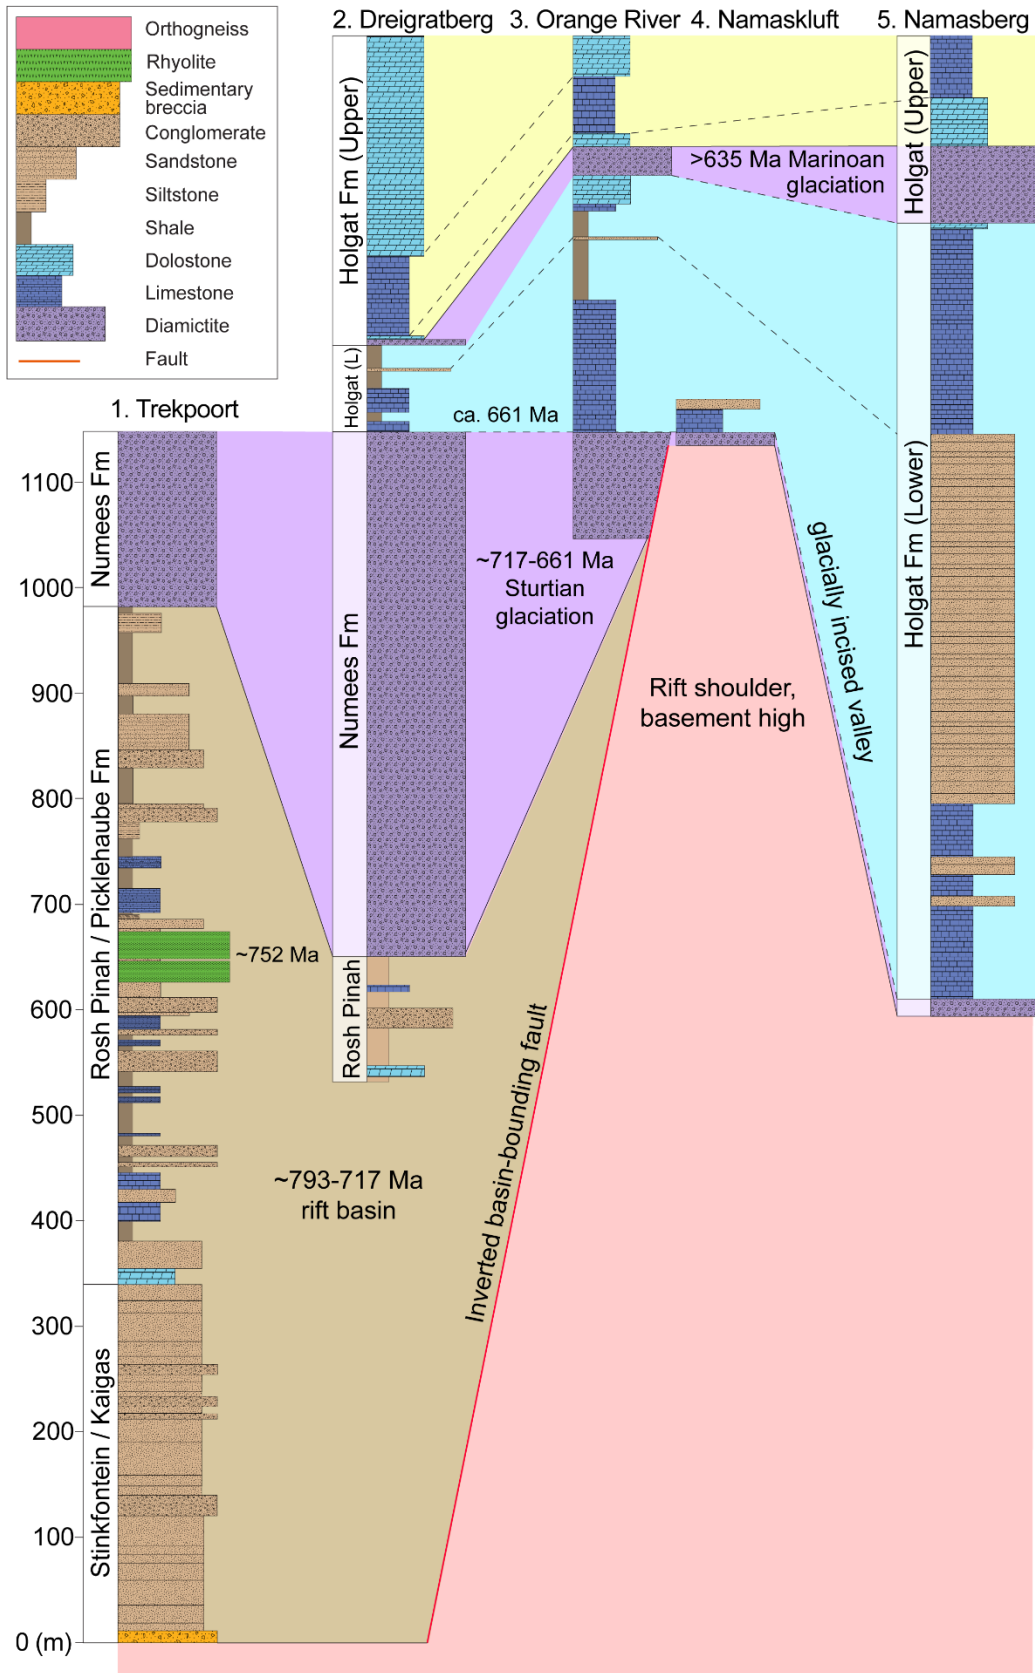 2. Dreigratberg
3. Orange River
4. Namaskluft
5. Namasberg
Orthogneiss
Rhyolite
Sedimentary
breccia
Conglomerate
Sandstone
Siltstone
Shale
Dolostone
Limestone
Diamictite
Fault
Holgat Fm (Upper)
Holgat (Upper)
>635 Ma Marinoan
glaciation
Holgat (L)
ca. 661 Ma
1. Trekpoort
Numees Fm
1100
1000
900
800
700
600
500
400
300
200
100
0 (m)
Rosh Pinah / Picklehaube Fm
Stinkfontein / Kaigas
~752 Ma
Numees Fm
Rosh Pinah
~717-661 Ma
Sturtian
glaciation
~793-717 Ma
rift basin
Inverted basin-bounding fault
Rift shoulder,
basement high
glacially incised valley
Holgat Fm (Lower)